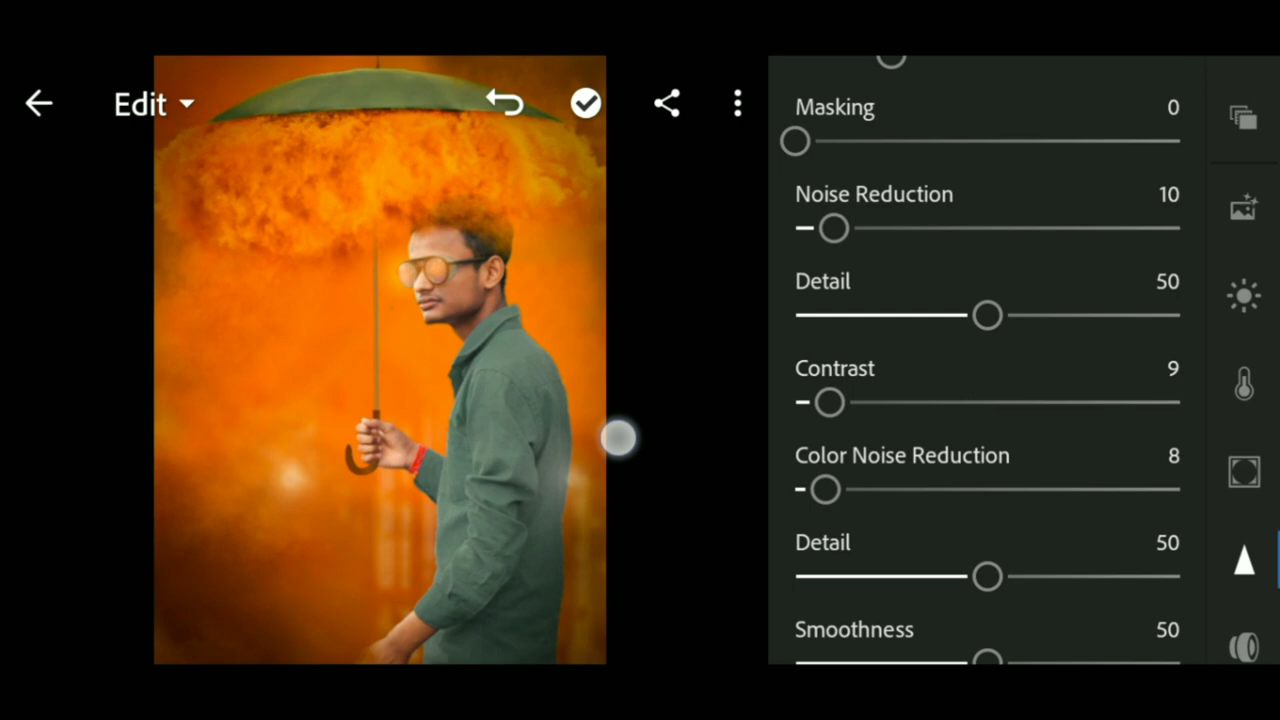 Edit
Masking 0
Noise Reduction 10
Detail 50
Contrast 9
Color Noise Reduction 8
Detail 50
Smoothness 50